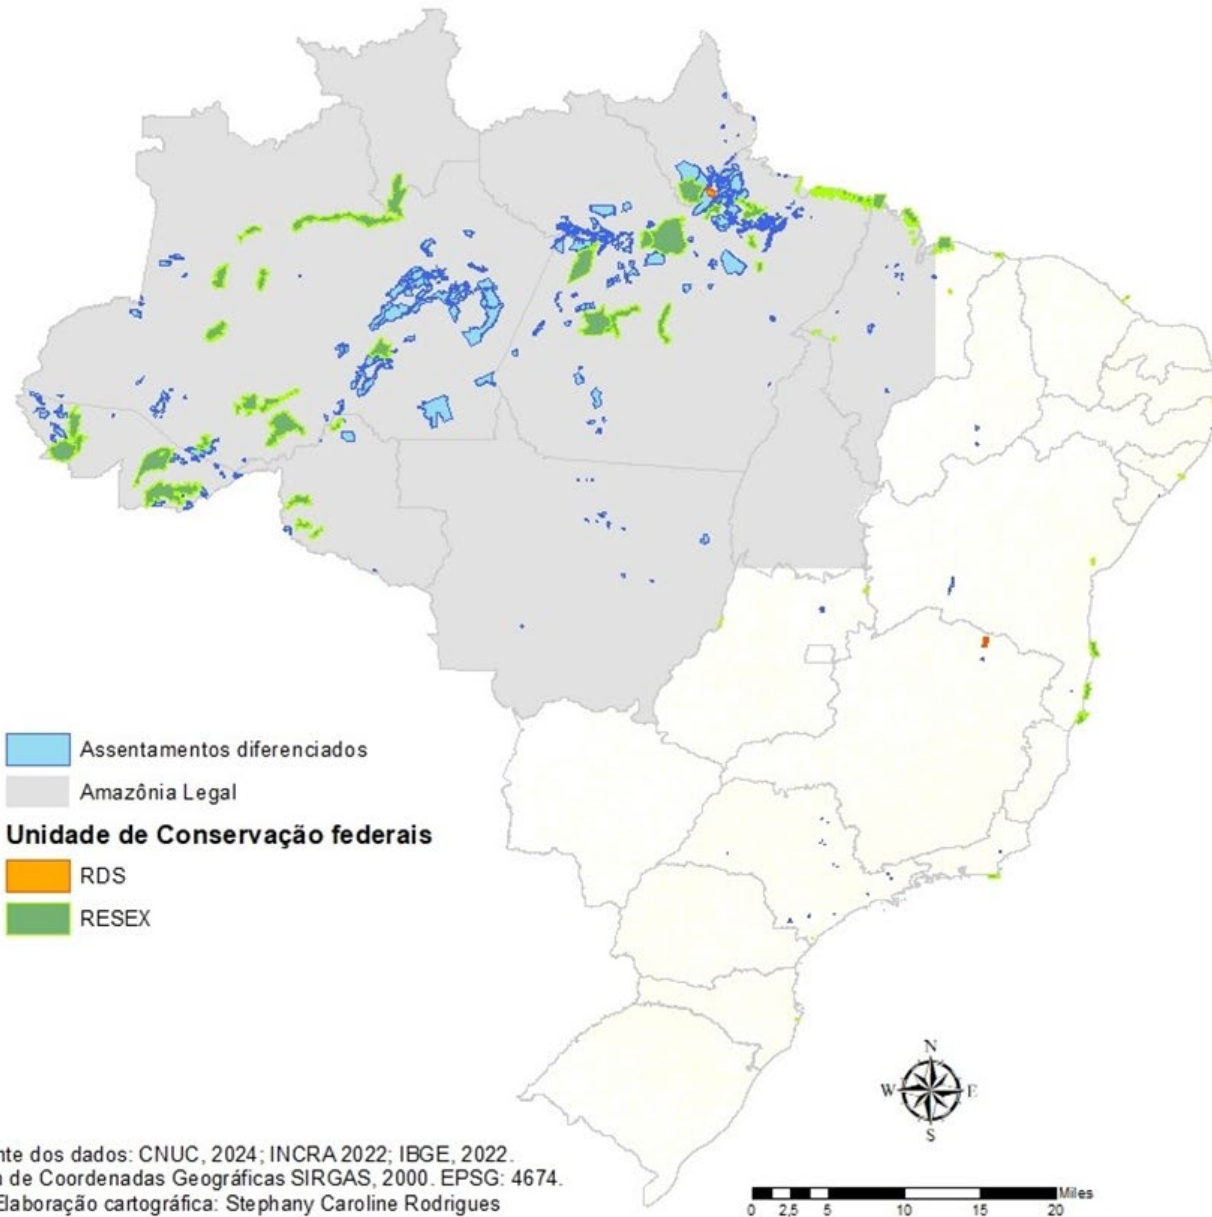 Assentamentos diferenciados
Amazônia Legal
Unidade de Conservação federais
RDS
RESEX
N
W E
S
nte dos dados: CNUC, 2024; INCRA 2022; IBGE, 2022.
a de Coordenadas Geográficas SIRGAS, 2000. EPSG: 4674.
Elaboração cartográfica: Stephany Caroline Rodrigues
Miles
0 2,5 5 10 15 20